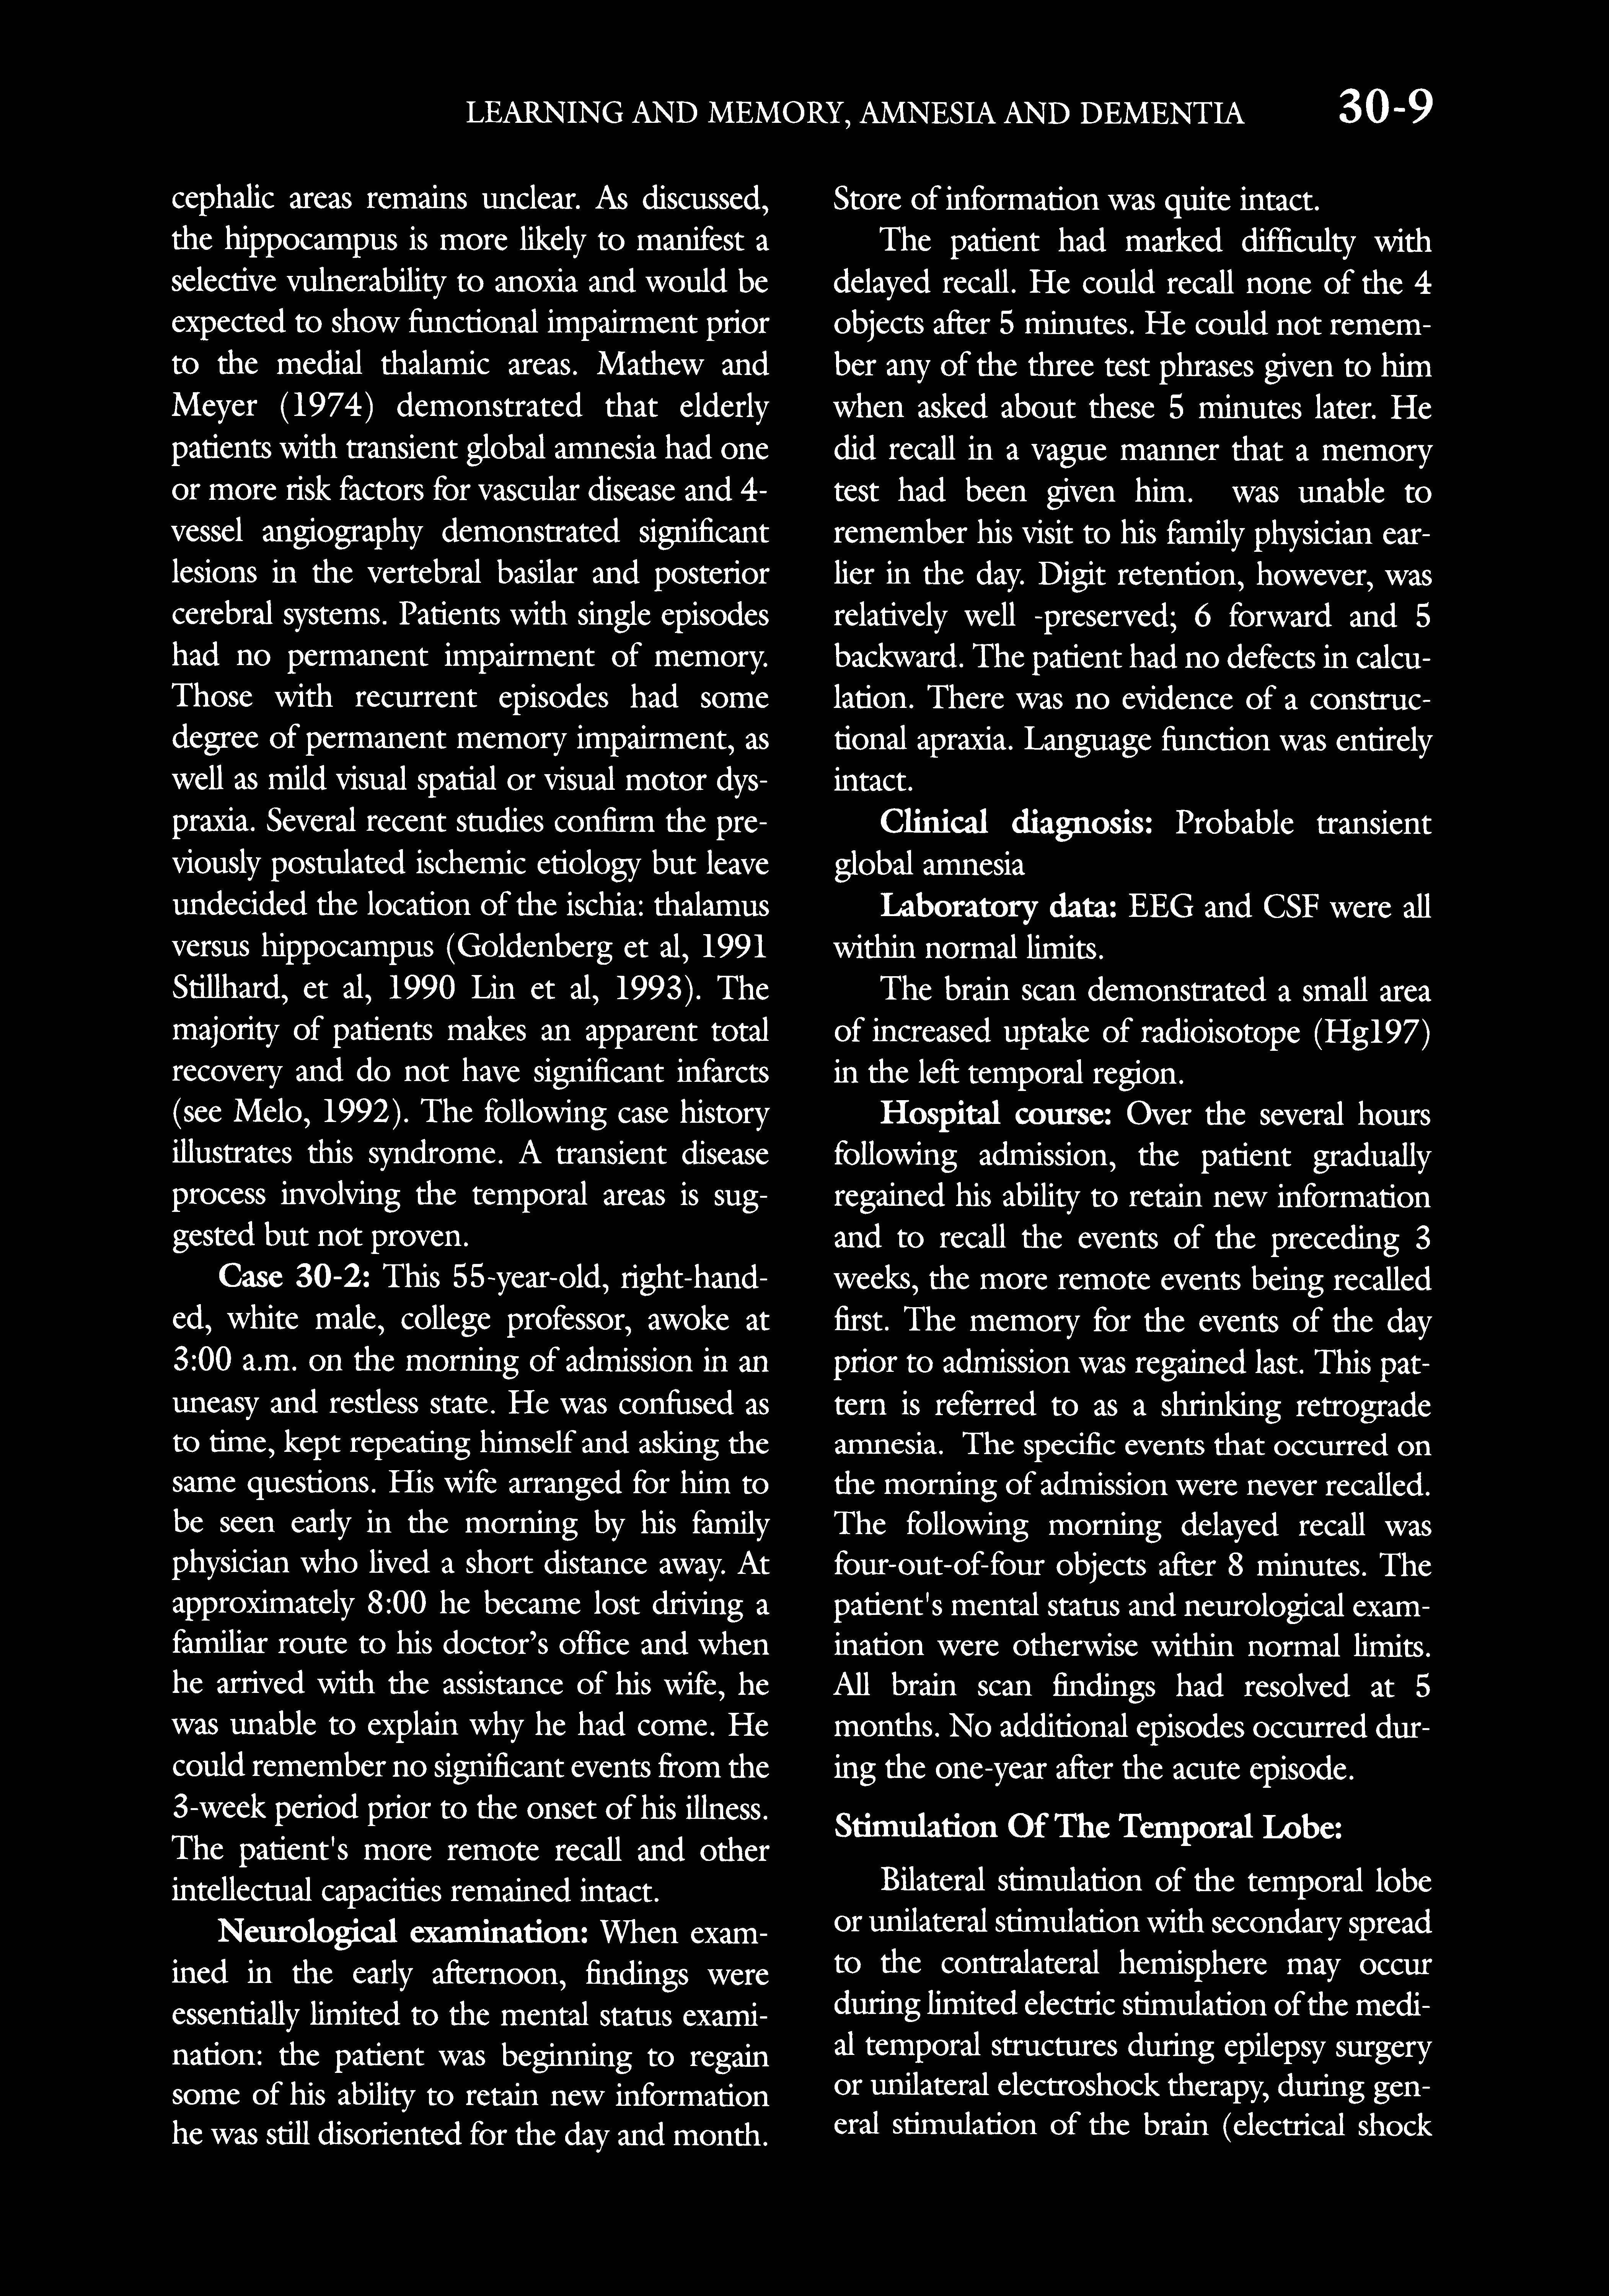 LEARNING AND MEMORY, AMNESIA AND DEMENTIA 30-9
cephalic areas remains unclear. As discussed,
the hippocampus is more likely to manifest a
selective vulnerability to anoxia and would be
expected to show functional impairment prior
to the medial thalamic areas. Mathew and
Meyer (1974) demonstrated that elderly
patients with transient global amnesia had one
or more risk factors for vascular disease and 4-
vessel angiography demonstrated significant
lesions in the vertebral basilar and posterior
cerebral systems. Patients with single episodes
had no permanent impairment of memory.
Those with recurrent episodes had some
degree of permanent memory impairment, as
well as mild visual spatial or visual motor dys-
praxia. Several recent studies confirm the pre-
viously postulated ischemic etiology but leave
undecided the location of the ischia: thalamus
versus hippocampus (Goldenberg et al, 1991
Stillhard, et al, 1990 Lin et al, 1993). The
majority of patients makes an apparent total
recovery and do not have significant infarcts
(see Melo, 1992). The following case history
illustrates this syndrome. A transient disease
process involving the temporal areas is sug-
gested but not proven.
Case 30-2: This 55-year-old, right-hand-
ed, white male, college professor, awoke at
3:00 a.m. on the morning of admission in an
uneasy and restless state. He was confused as
to time, kept repeating himself and asking the
same questions. His wife arranged for him to
be seen early in the morning by his family
physician who lived a short distance away. At
approximately 8:00 he became lost driving a
familiar route to his doctor’s office and when
he arrived with the assistance of his wife, he
was unable to explain why he had come. He
could remember no significant events from the
3-week period prior to the onset of his illness.
The patient's more remote recall and other
intellectual capacities remained intact.
Neurological examination: When exam-
ined in the early afternoon, findings were
essentially limited to the mental status exami-
nation: the patient was beginning to regain
some of his ability to retain new information
he was still disoriented for the day and month.
Store of information was quite intact.
The patient had marked difficulty with
delayed recall. He could recall none of the 4
objects after 5 minutes. He could not remem-
ber any of the three test phrases given to him
when asked about these 5 minutes later. He
did recall in a vague manner that a memory
test had been given him. was unable to
remember his visit to his family physician ear-
lier in the day. Digit retention, however, was
relatively well -preserved; 6 forward and 5
backward. The patient had no defects in calcu-
lation. There was no evidence of a construc-
tional apraxia. Language function was entirely
intact.
Clinical diagnosis: Probable transient
global amnesia
Laboratory data: EEG and CSF were all
within normal limits.
The brain scan demonstrated a small area
of increased uptake of radioisotope (Hg197)
in the left temporal region.
Hospital course: Over the several hours
following admission, the patient gradually
regained his ability to retain new information
and to recall the events of the preceding 3
weeks, the more remote events being recalled
first. The memory for the events of the day
prior to admission was regained last. This pat-
tern is referred to as a shrinking retrograde
amnesia. The specific events that occurred on
the morning of admission were never recalled.
The following morning delayed recall was
four-out-of-four objects after 8 minutes. The
patient's mental status and neurological exam-
ination were otherwise within normal limits.
All brain scan findings had resolved at 5
months. No additional episodes occurred dur-
ing the one-year after the acute episode.
Stimulation Of The Temporal Lobe:
Bilateral stimulation of the temporal lobe
or unilateral stimulation with secondary spread
to the contralateral hemisphere may occur
during limited electric stimulation of the medi-
al temporal structures during epilepsy surgery
or unilateral electroshock therapy, during gen-
eral stimulation of the brain (electrical shock